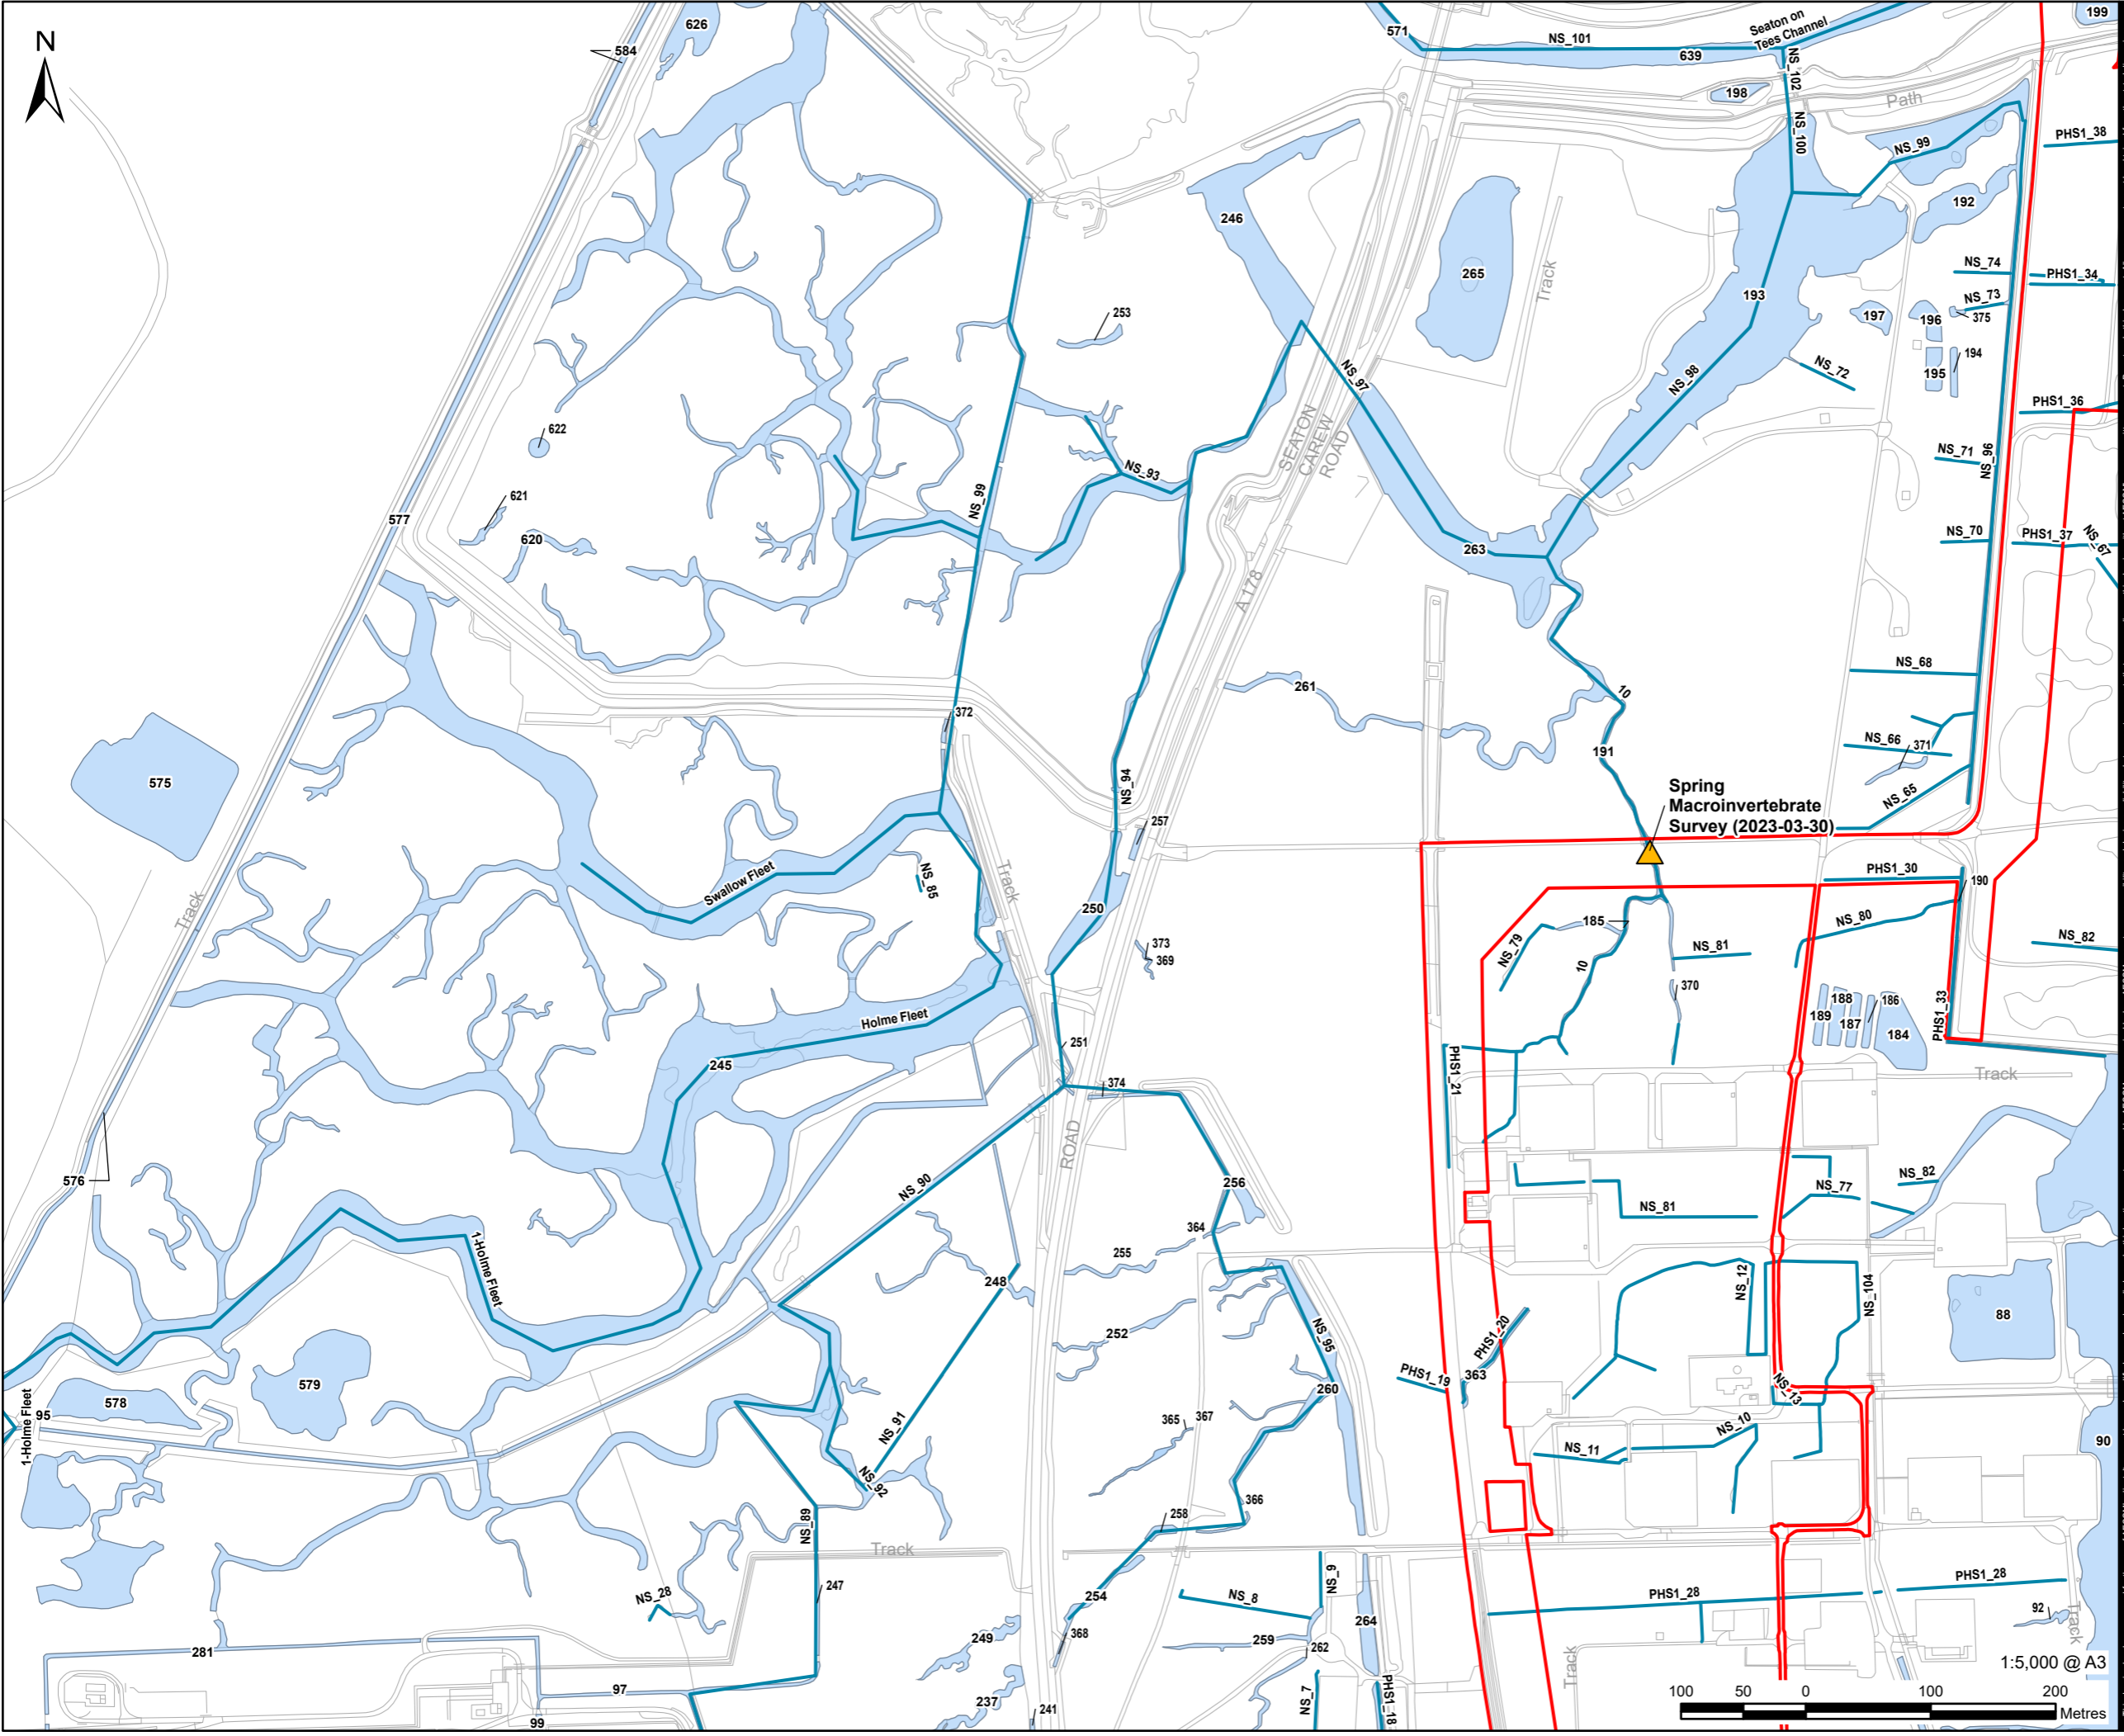 N
626
584
571
NS_101
639
Seaton on
Tees Channel
NS_102
198
199
Path
NS_100
NS_99
PHS1_38
192
246
265
Track
193
NS_74
PHS1_34
NS_73
375
197
196
194
195
NS_72
253
NS_97
NS_98
SEATON
CAREW
ROAD
PHS1_36
622
NS_93
NS_99
NS_71
NS_96
621
577
620
263
NS_70
PHS1_37
NS_67
A 178
261
10
NS_68
372
191
NS_66
371
575
NS_94
Spring
Macroinvertebrate
Survey (2023-03-30)
NS_65
257
Track
Swallow Fleet
NS_85
Track
250
PHS1_30
190
373
369
185
NS_79
10
NS_81
NS_80
NS_82
370
Holme Fleet
188
186
189
187
184
PHS1_33
245
251
374
PHS1_21
Track
ROAD
576
NS_90
256
NS_82
NS_77
NS_81
364
255
1-Holme Fleet
248
NS_12
NS_104
88
252
NS_95
PHS1_20
579
PHS1_19
363
260
NS_13
578
95
1-Holme Fleet
NS_91
365
367
NS_10
NS_11
90
NS_92
366
258
NS_89
Track
NS_28
247
254
NS_8
NS_9
264
PHS1_28
PHS1_28
92
Track
281
249
368
259
262
Track
1:5,000 @ A3
97
99
237
241
NS_7
PHS1_18
100
50
0
100
200
Metres